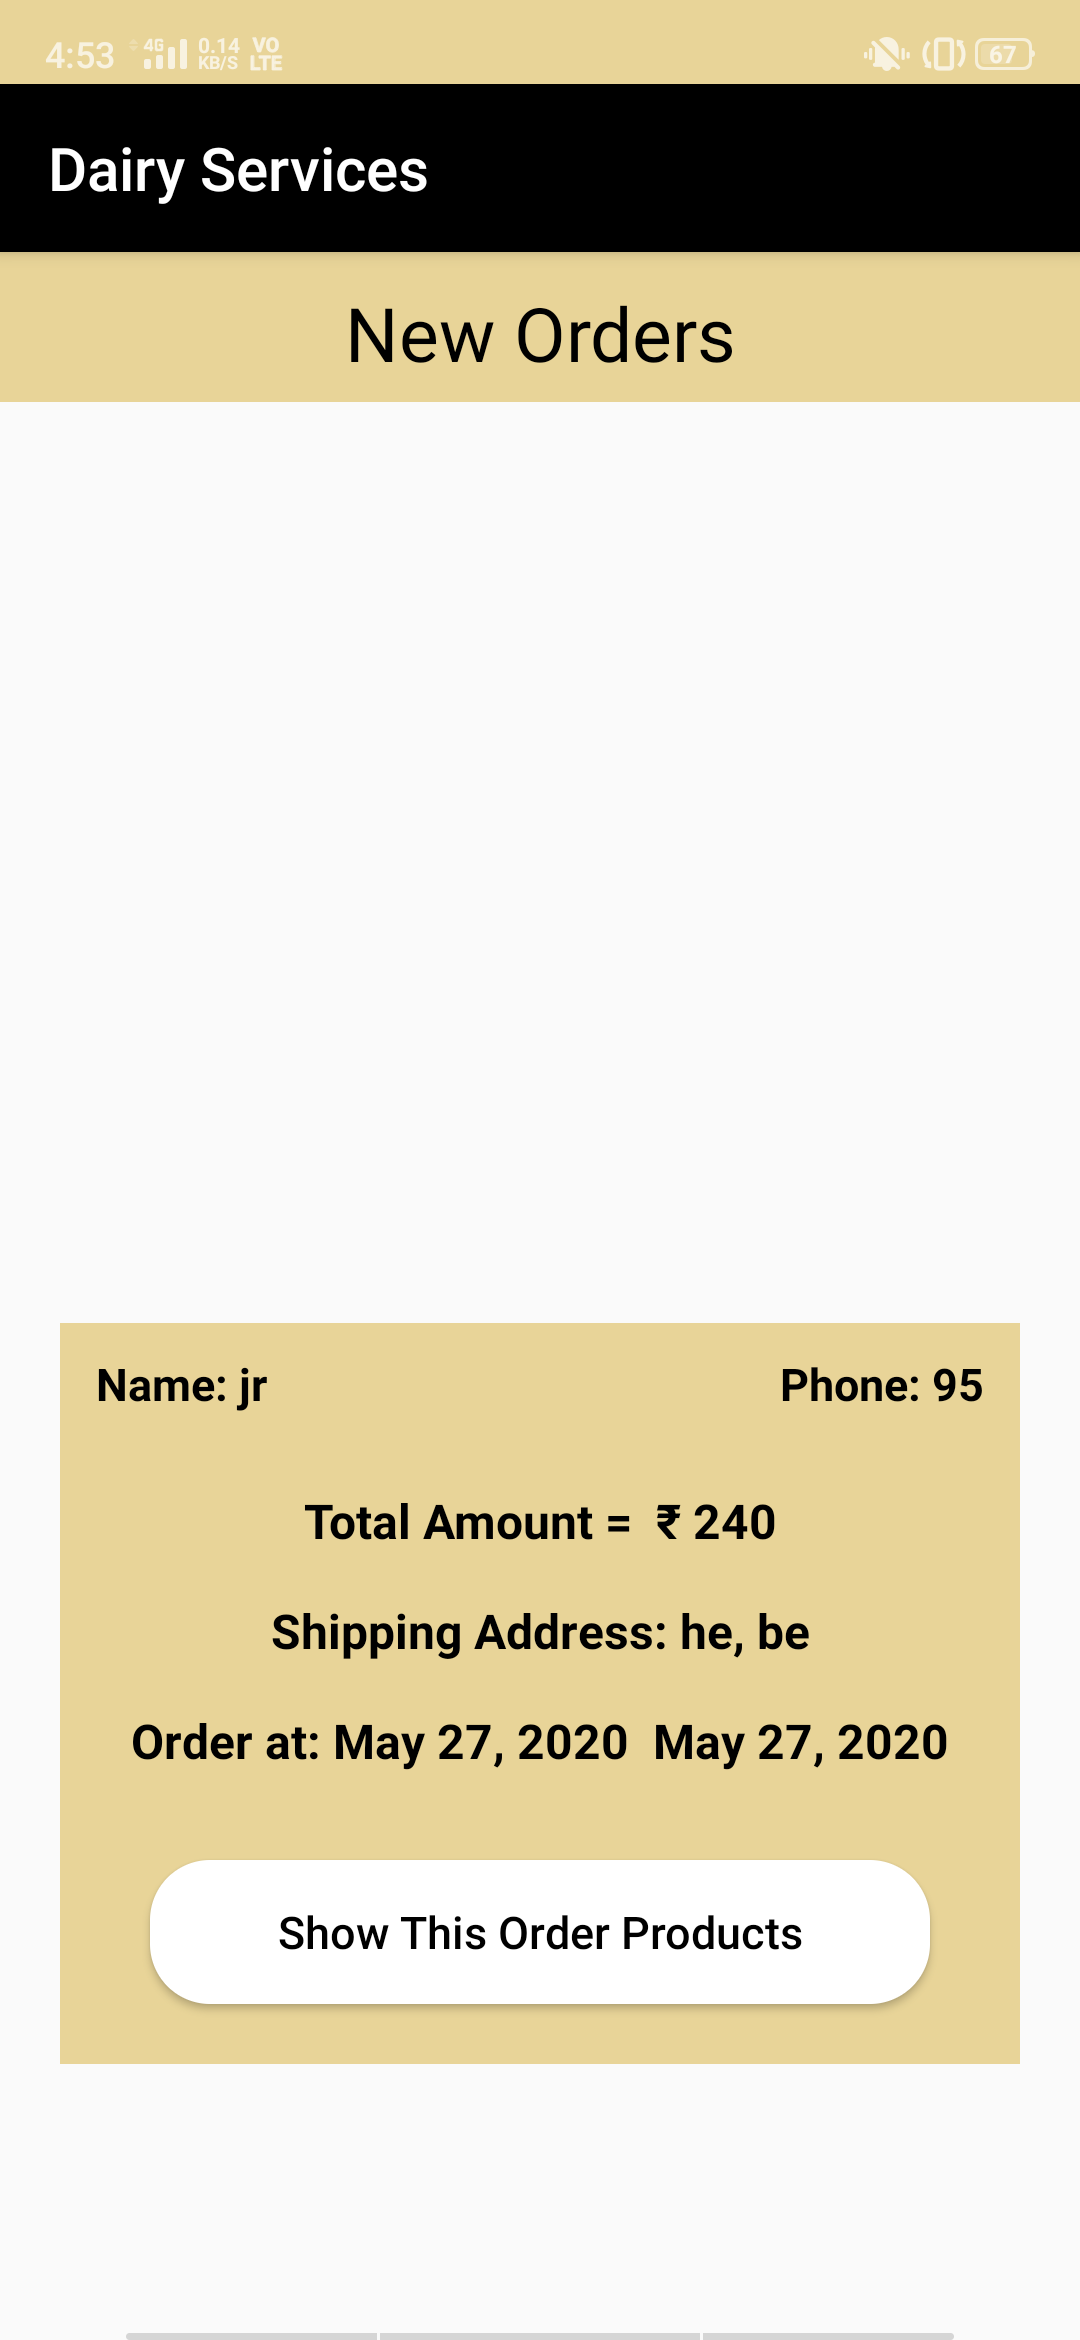 4:53 4G 0.14 KB/S VO LTE 67
Dairy Services
New Orders
Name: jr Phone: 95
Total Amount = ₹ 240
Shipping Address: he, be
Order at: May 27, 2020 May 27, 2020
Show This Order Products